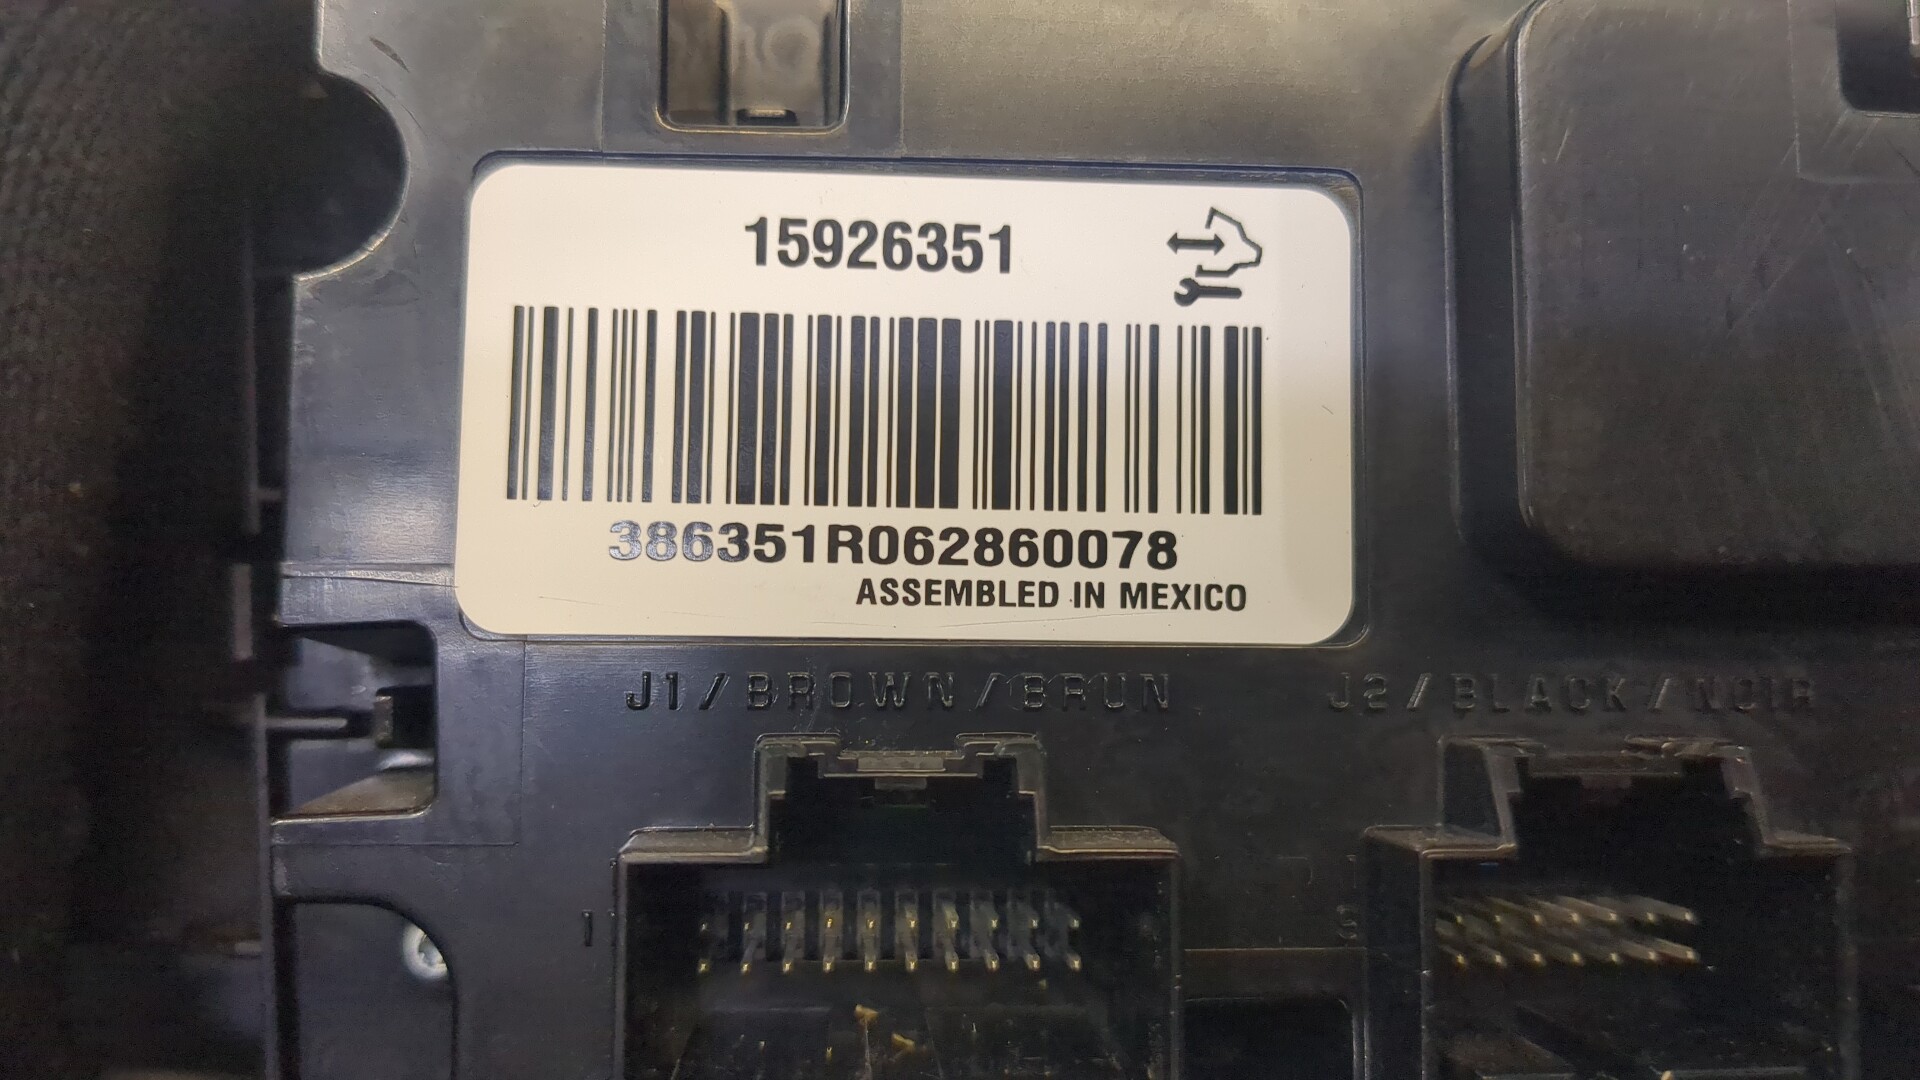 15926351
386351R062860078
ASSEMBLED IN MEXICO
J1/BROWN/BRUN
J2/BLACK/NOIR